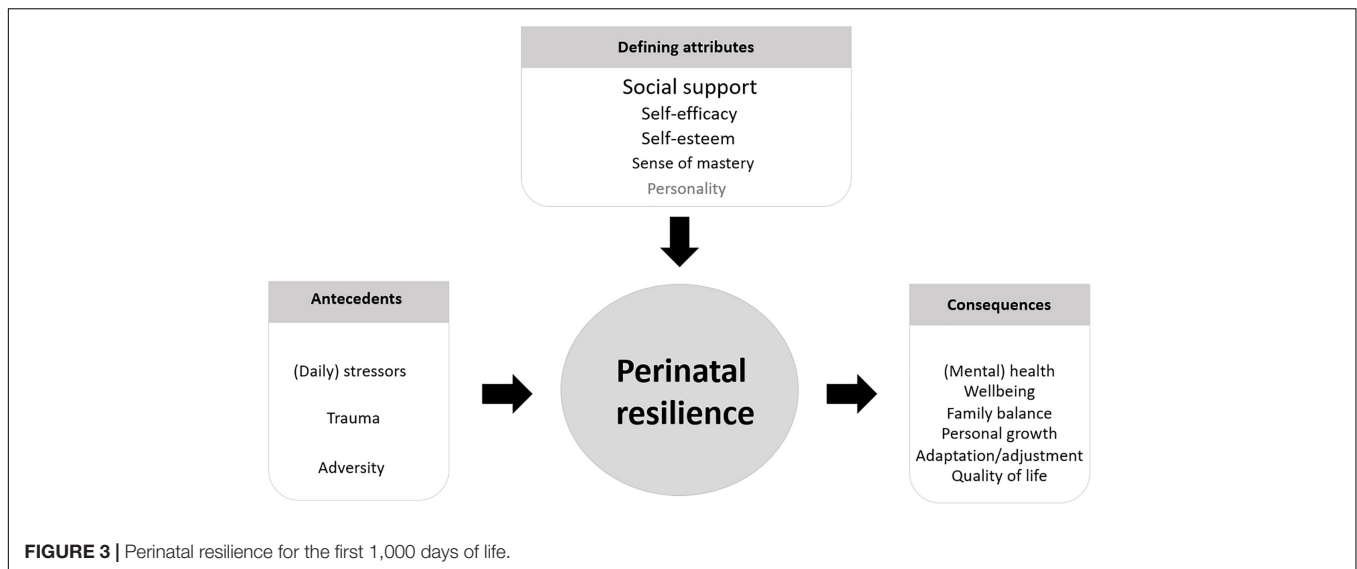 Defining attributes
Social support
Self-efficacy
Self-esteem
Sense of mastery
Personality
Antecedents
(Daily) stressors
Trauma
Adversity
Perinatal
resilience
Consequences
(Mental) health
Wellbeing
Family balance
Personal growth
Adaptation/adjustment
Quality of life
FIGURE 3 | Perinatal resilience for the first 1,000 days of life.